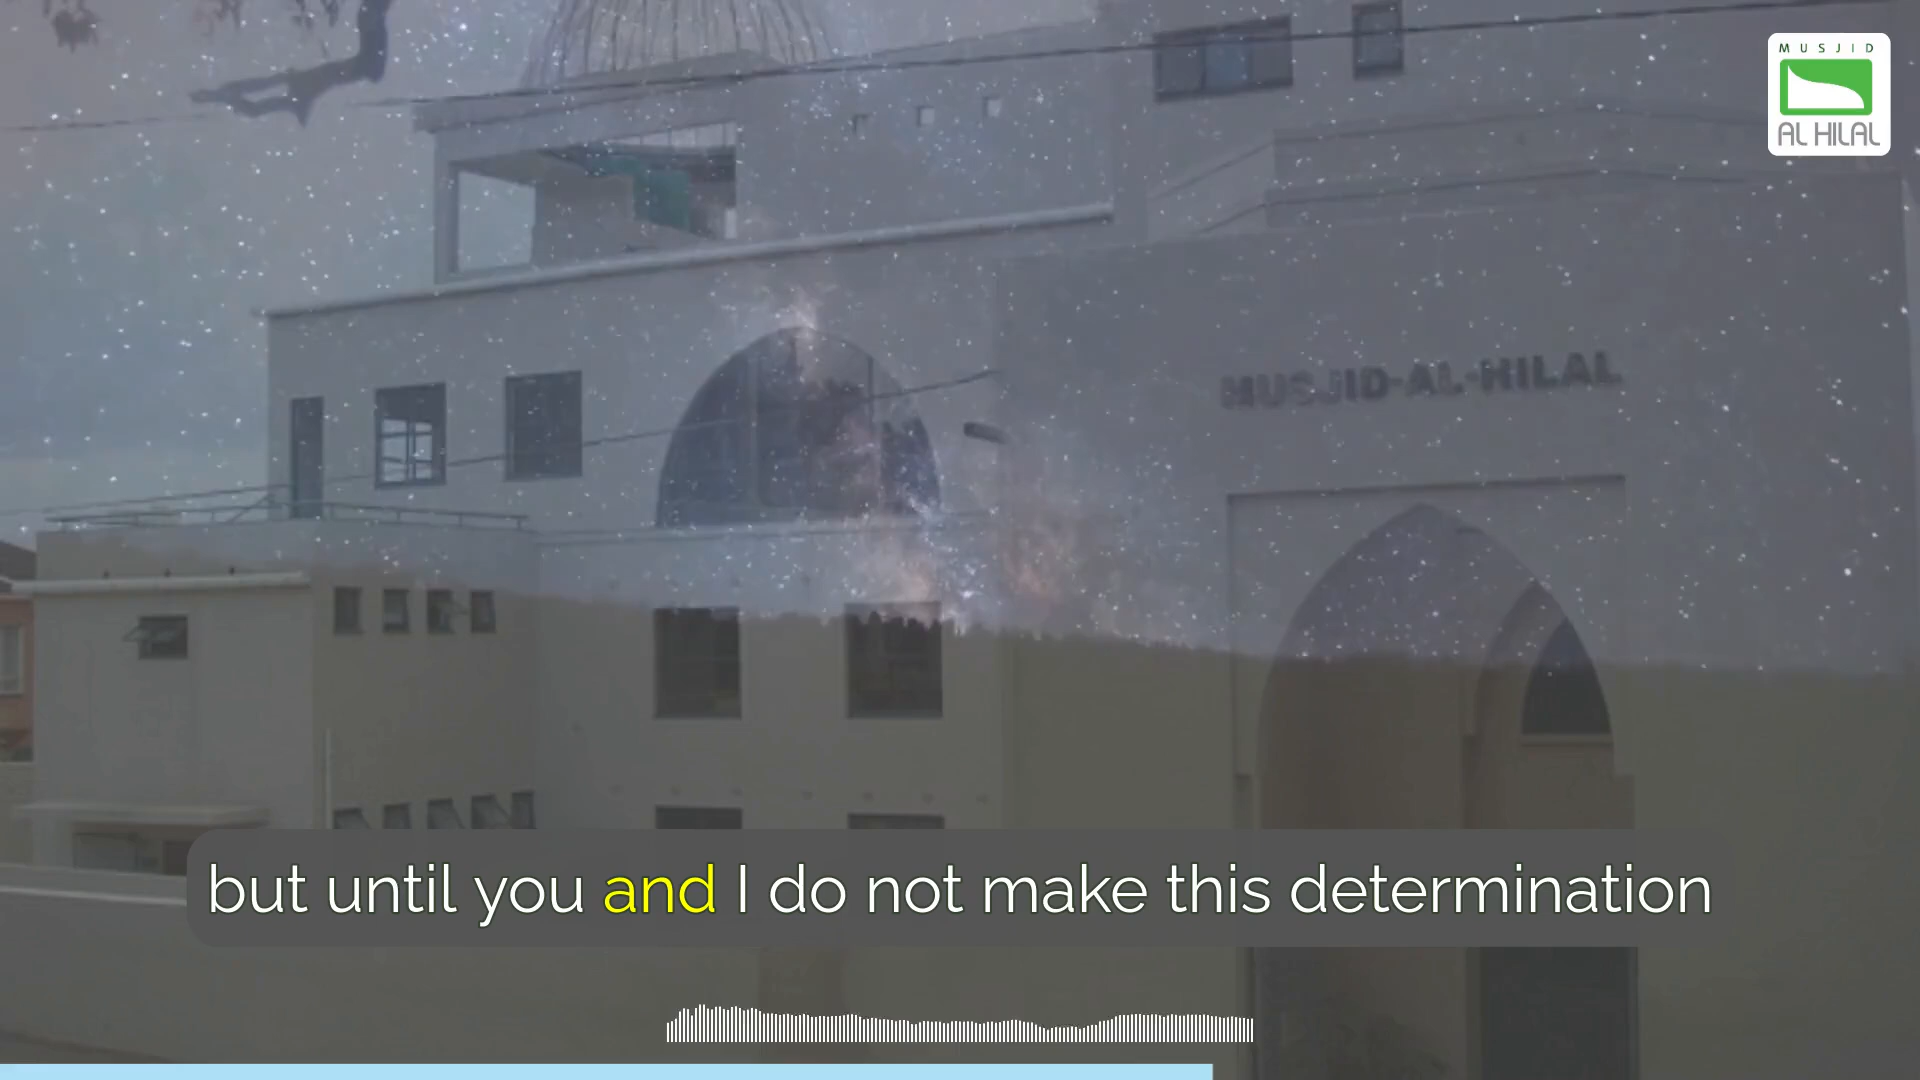 MUSJID
AL HILAL
MUSJID-AL-HILAL
but until you and I do not make this determination